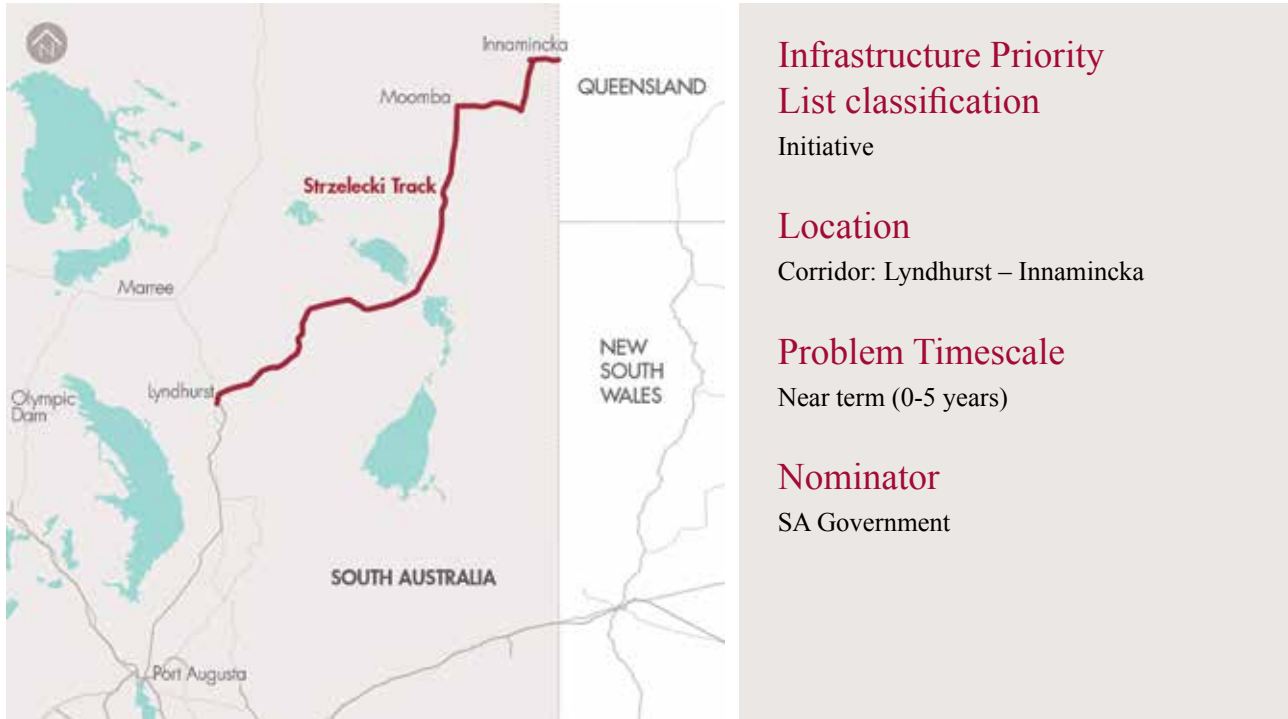 N
Innamincka
QUEENSLAND
Moomba
Strzelecki Track
Marree
NEW
SOUTH
WALES
Lyndhurst
Olympic
Dam
SOUTH AUSTRALIA
Port Augusta
Infrastructure Priority
List classification
Initiative
Location
Corridor: Lyndhurst – Innamincka
Problem Timescale
Near term (0-5 years)
Nominator
SA Government